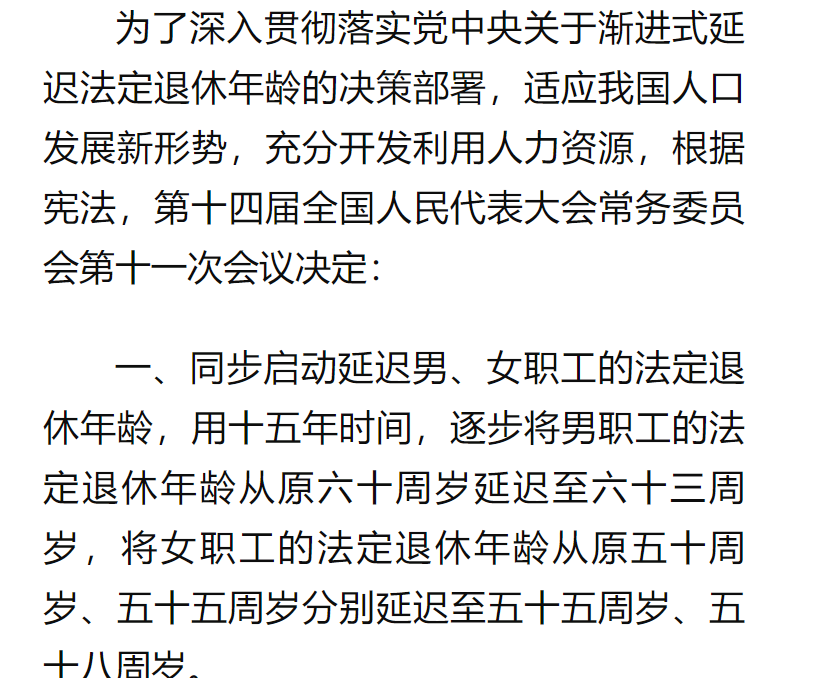 为了深入贯彻落实党中央关于渐进式延
迟法定退休年龄的决策部署，适应我国人口
发展新形势，充分开发利用人力资源，根据
宪法，第十四届全国人民代表大会常务委员
会第十一次会议决定：
一、同步启动延迟男、女职工的法定退
休年龄，用十五年时间，逐步将男职工的法
定退休年龄从原六十周岁延迟至六十三周
岁，将女职工的法定退休年龄从原五十周
岁、五十五周岁分别延迟至五十五周岁、五
十八周岁。